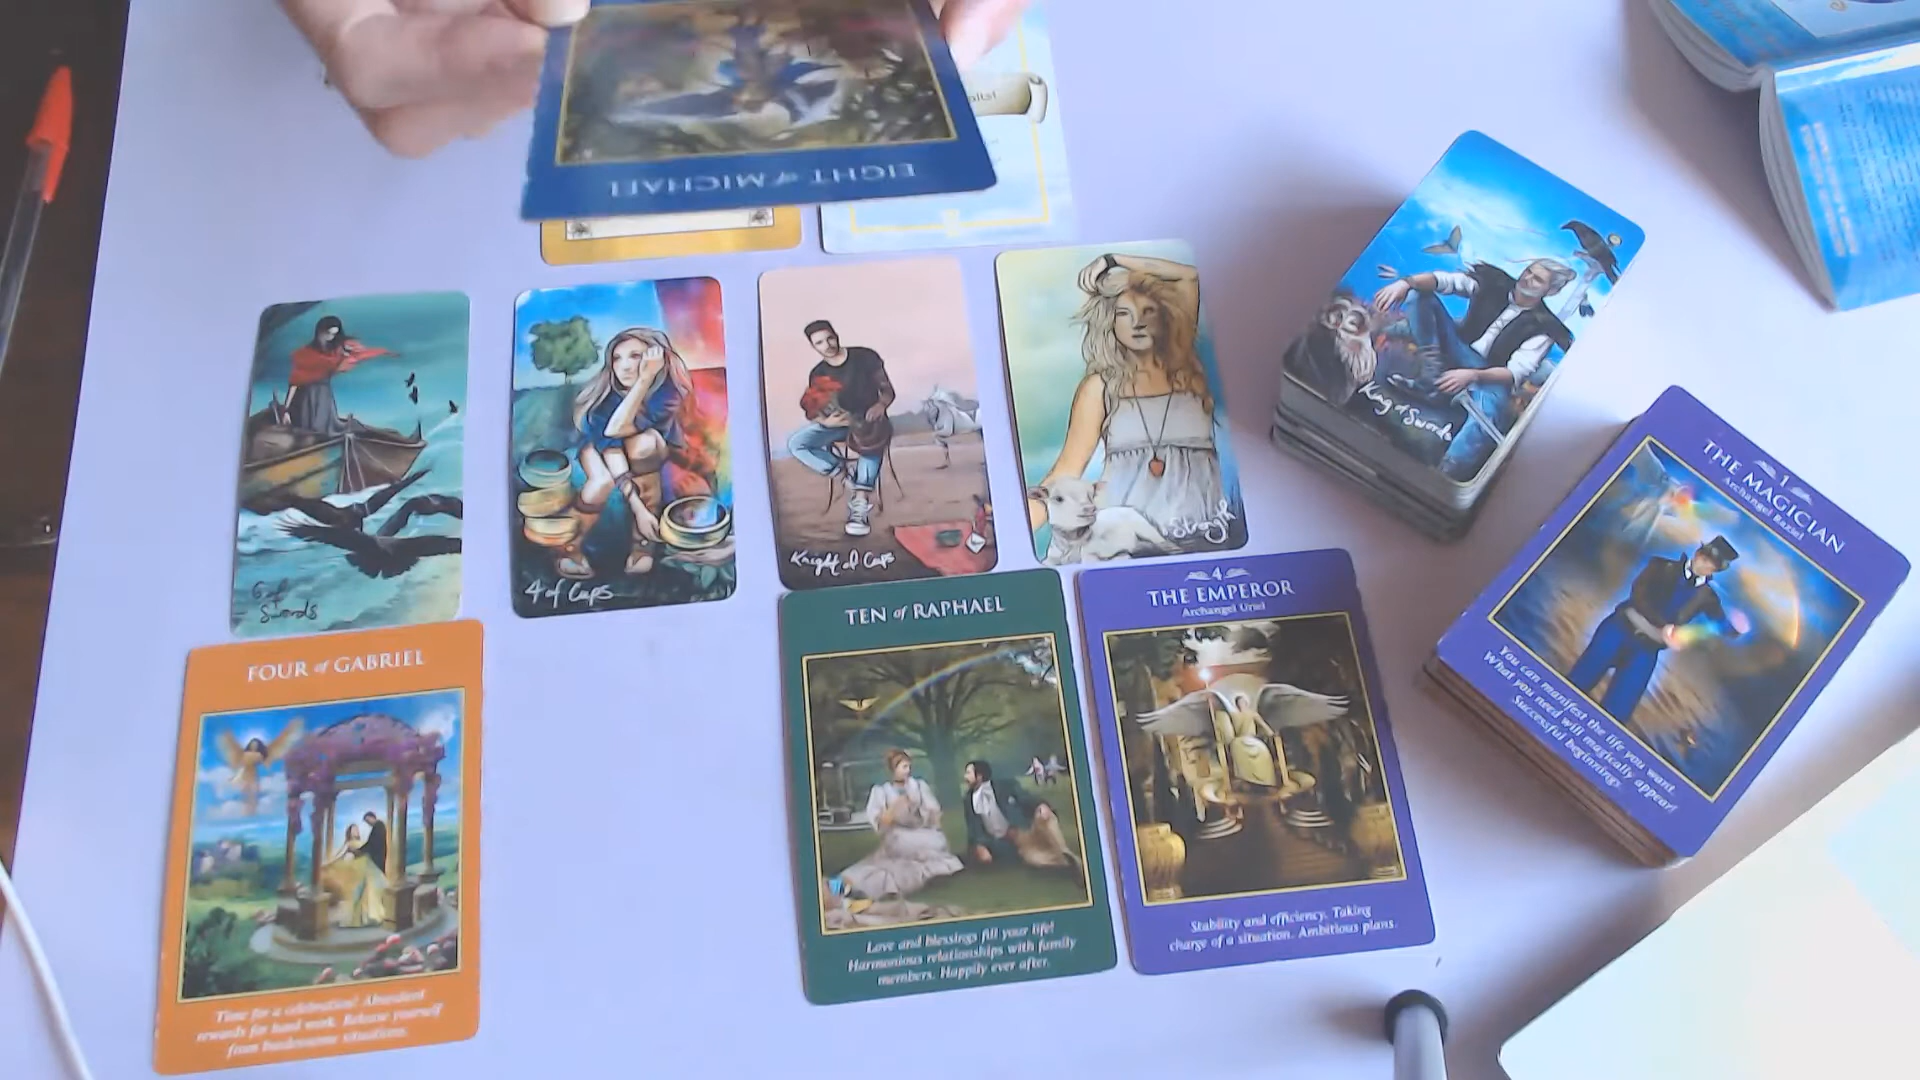 EIGHT of MICHAEL
6 of
Swords
4 of Cups
Knight of Cups
Strength
King of Swords
1
THE MAGICIAN
Archangel Raziel
You can manifest the life you want.
What you need will magically appear!
Successful beginnings.
FOUR of GABRIEL
Time for a celebration! Abundant
rewards for hard work. Release yourself
from burdensome situations.
TEN of RAPHAEL
Love and blessings fill your life!
Harmonious relationships with family
members. Happily ever after.
4
THE EMPEROR
Archangel Uriel
Stability and efficiency. Taking
charge of a situation. Ambitious plans.